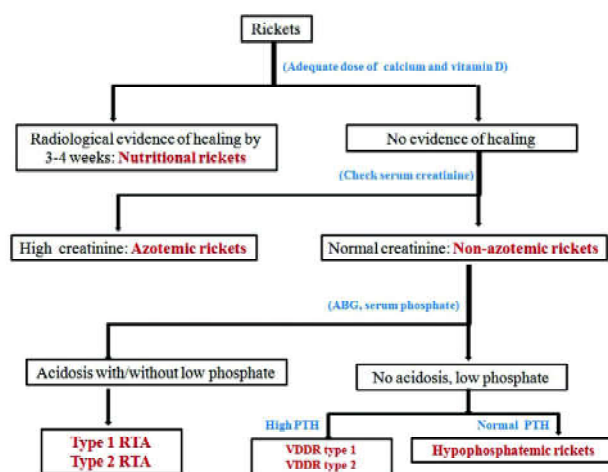 Rickets
(Adequate dose of calcium and vitamin D)
Radiological evidence of healing by
3-4 weeks: Nutritional rickets
No evidence of healing
(Check serum creatinine)
High creatinine: Azotemic rickets
Normal creatinine: Non-azotemic rickets
(ABG, serum phosphate)
Acidosis with/without low phosphate
No acidosis, low phosphate
High PTH
Normal PTH
Type 1 RTA
Type 2 RTA
VDDR type 1
VDDR type 2
Hypophosphatemic rickets